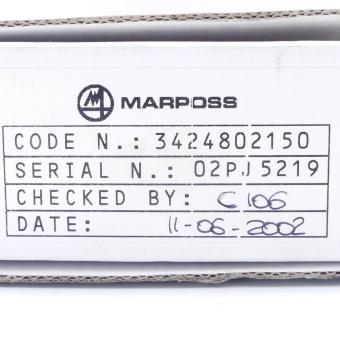 MARPOSS
CODE N.: 3424802150
SERIAL N.: 02PJ5219
CHECKED BY: C106
DATE: 11-06-2002